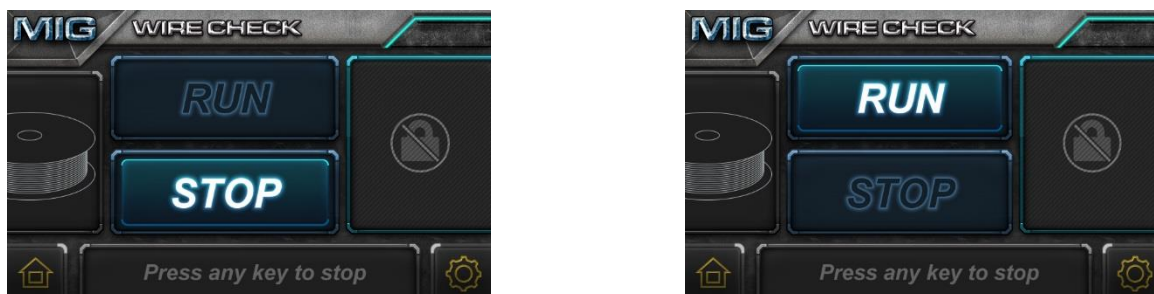 MIG WIRE CHECK
RUN
STOP
Press any key to stop
MIG WIRE CHECK
RUN
STOP
Press any key to stop